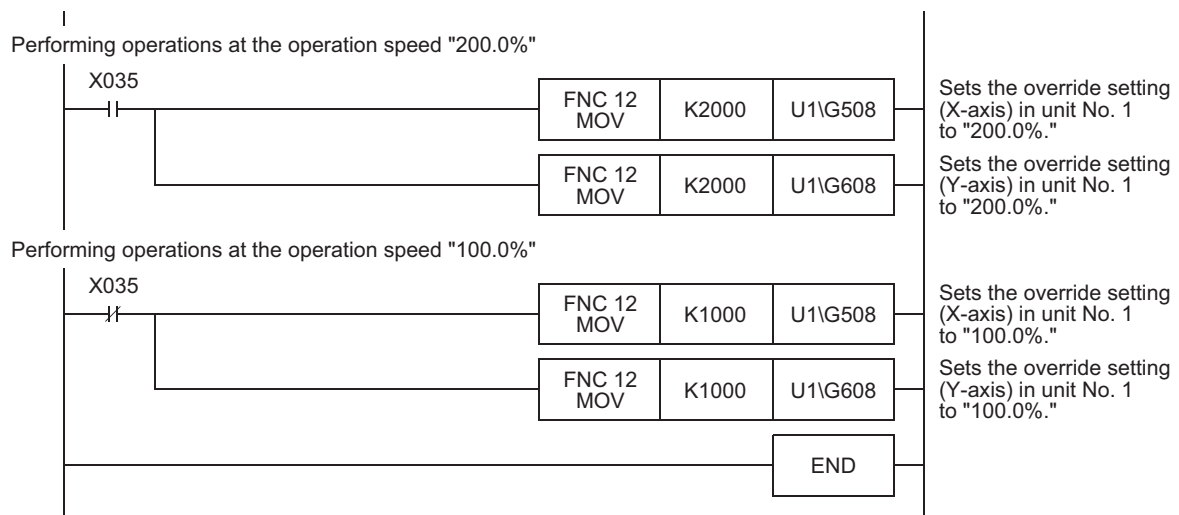 Performing operations at the operation speed "200.0%"
X035
FNC 12
MOV
K2000
U1\G508
Sets the override setting
(X-axis) in unit No. 1
to "200.0%."
FNC 12
MOV
K2000
U1\G608
Sets the override setting
(Y-axis) in unit No. 1
to "200.0%."
Performing operations at the operation speed "100.0%"
X035
FNC 12
MOV
K1000
U1\G508
Sets the override setting
(X-axis) in unit No. 1
to "100.0%."
FNC 12
MOV
K1000
U1\G608
Sets the override setting
(Y-axis) in unit No. 1
to "100.0%."
END